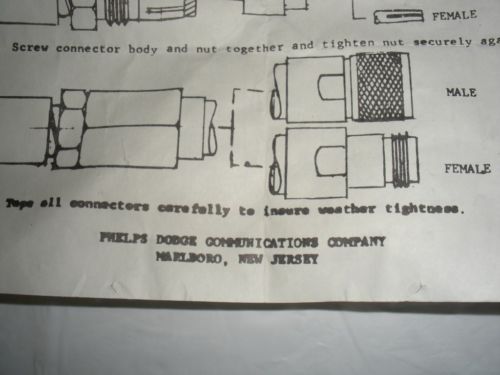 FEMALE
Screw connector body and nut together and tighten nut securely aga
MALE
FEMALE
Tape all connectors carefully to insure weather tightness.
PHELPS DODGE COMMUNICATIONS COMPANY
MARLBORO, NEW JERSEY